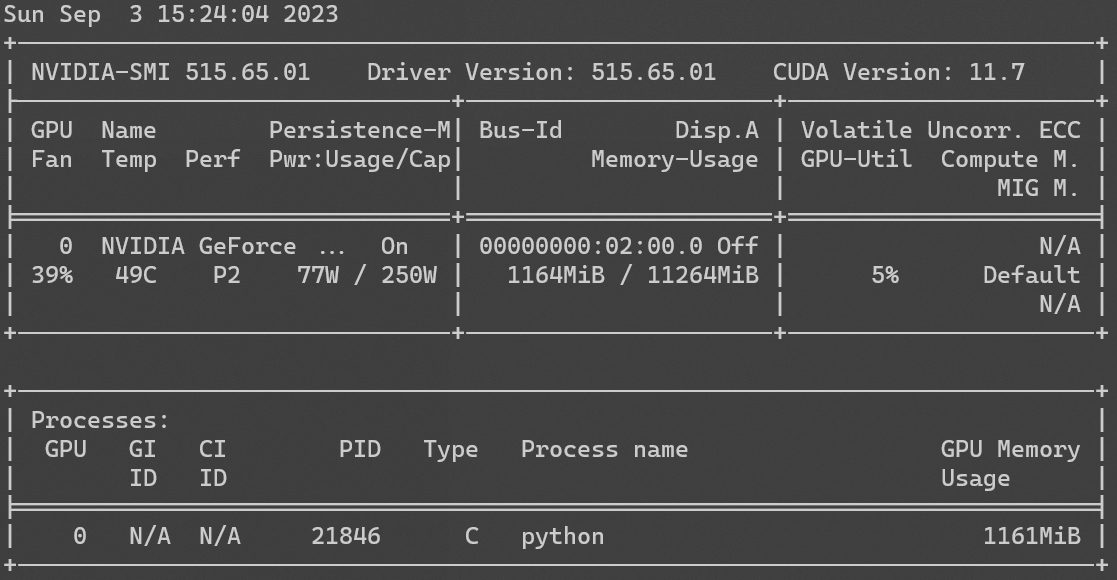 Sun Sep  3 15:24:04 2023
+-----------------------------------------------------------------------------+
| NVIDIA-SMI 515.65.01    Driver Version: 515.65.01    CUDA Version: 11.7     |
|-------------------------------+----------------------+----------------------+
| GPU  Name        Persistence-M| Bus-Id        Disp.A | Volatile Uncorr. ECC |
| Fan  Temp  Perf  Pwr:Usage/Cap|         Memory-Usage | GPU-Util  Compute M. |
|                               |                      |               MIG M. |
|===============================+======================+======================|
|   0  NVIDIA GeForce ...  On   | 00000000:02:00.0 Off |                  N/A |
| 39%   49C    P2    77W / 250W |   1164MiB / 11264MiB |      5%      Default |
|                               |                      |                  N/A |
+-------------------------------+----------------------+----------------------+

+-----------------------------------------------------------------------------+
| Processes:                                                                  |
|  GPU   GI   CI        PID   Type   Process name                  GPU Memory |
|        ID   ID                                                   Usage      |
|=============================================================================|
|    0   N/A  N/A     21846      C   python                           1161MiB |
+-----------------------------------------------------------------------------+